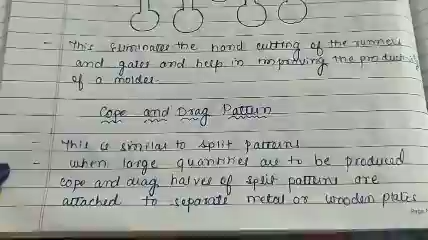 - This eliminates the hand cutting of the runners
and gates and help in improving the producti
of a molder.
Cope and Drag Pattern
- This is similar to split patterns
- when large quantities are to be produced
cope and drag halves of split patterns are
attached to separate metal or wooden plates